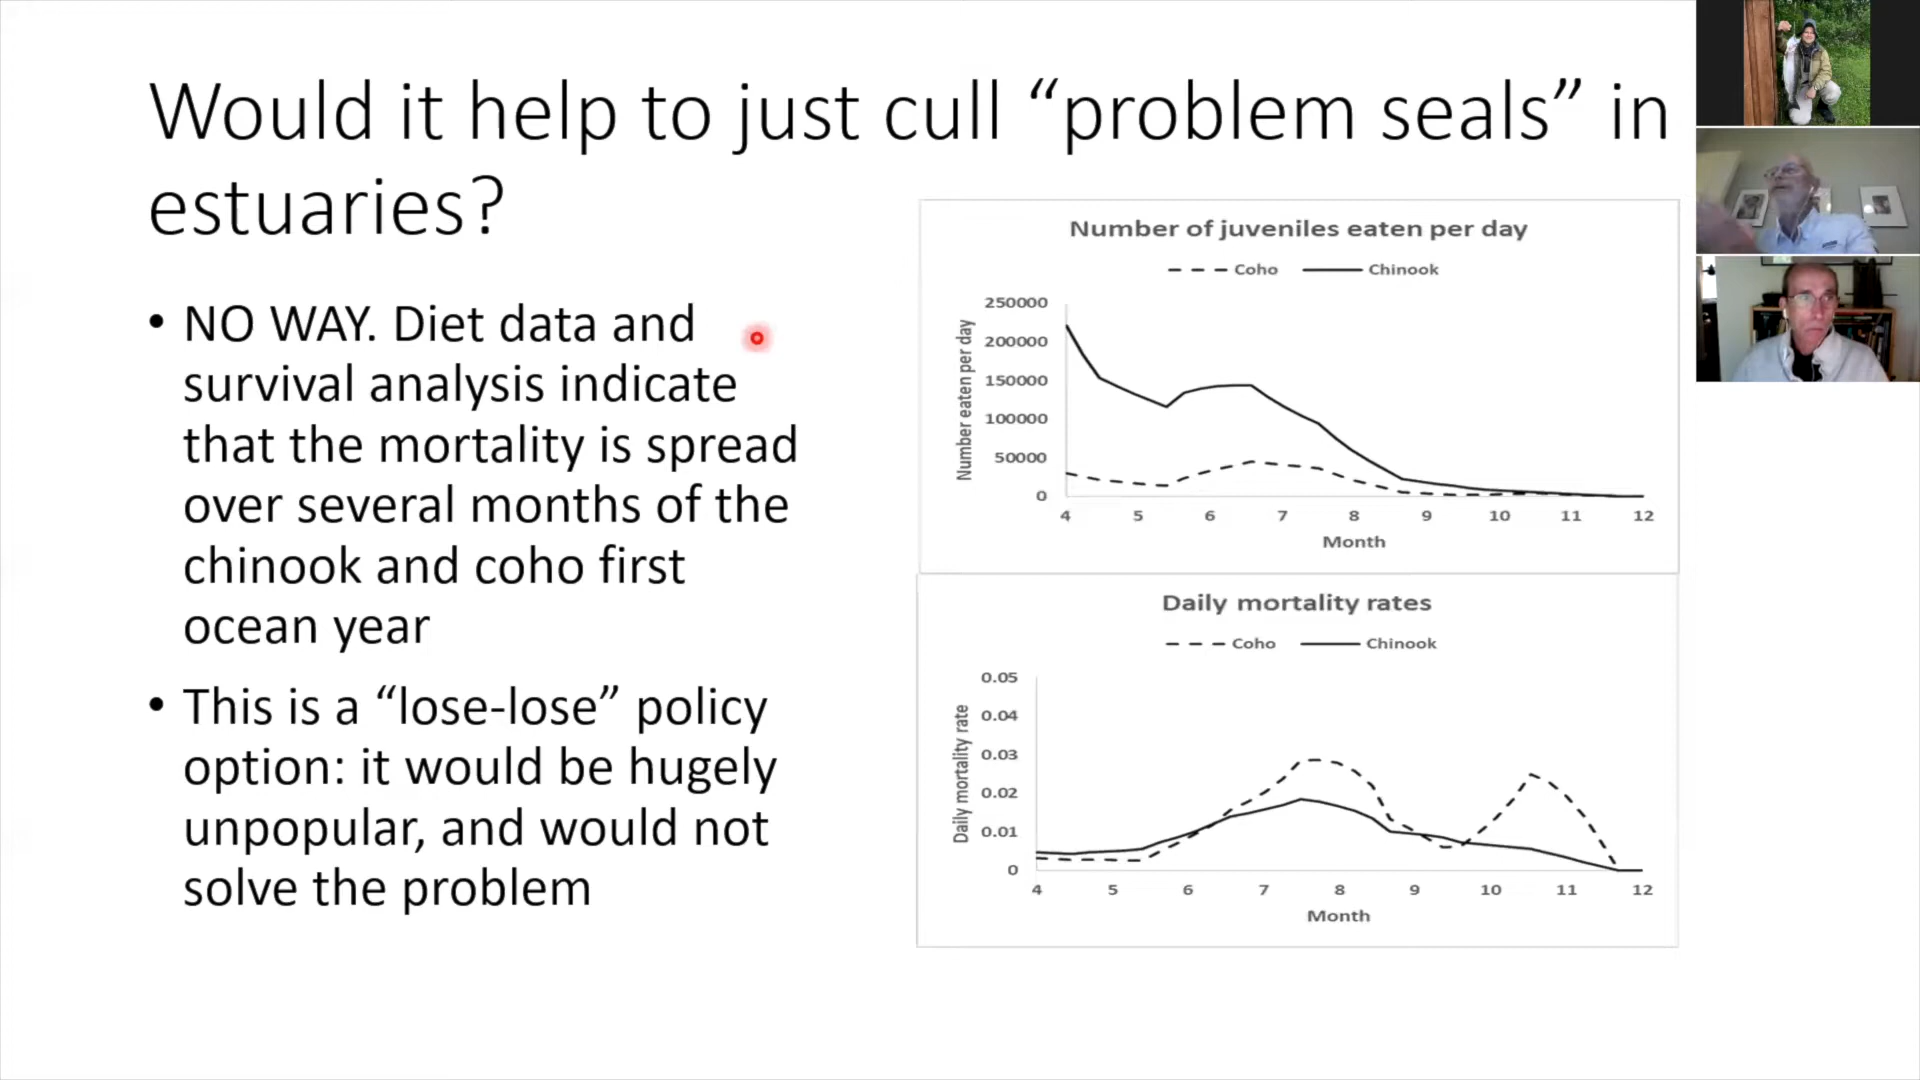 Would it help to just cull “problem seals” in
estuaries?
• NO WAY. Diet data and
survival analysis indicate
that the mortality is spread
over several months of the
chinook and coho first
ocean year
• This is a “lose-lose” policy
option: it would be hugely
unpopular, and would not
solve the problem
Number of juveniles eaten per day
Coho Chinook
Number eaten per day
250000
200000
150000
100000
50000
0
4 5 6 7 8 9 10 11 12
Month
Daily mortality rates
Coho Chinook
Daily mortality rate
0.05
0.04
0.03
0.02
0.01
0
4 5 6 7 8 9 10 11 12
Month